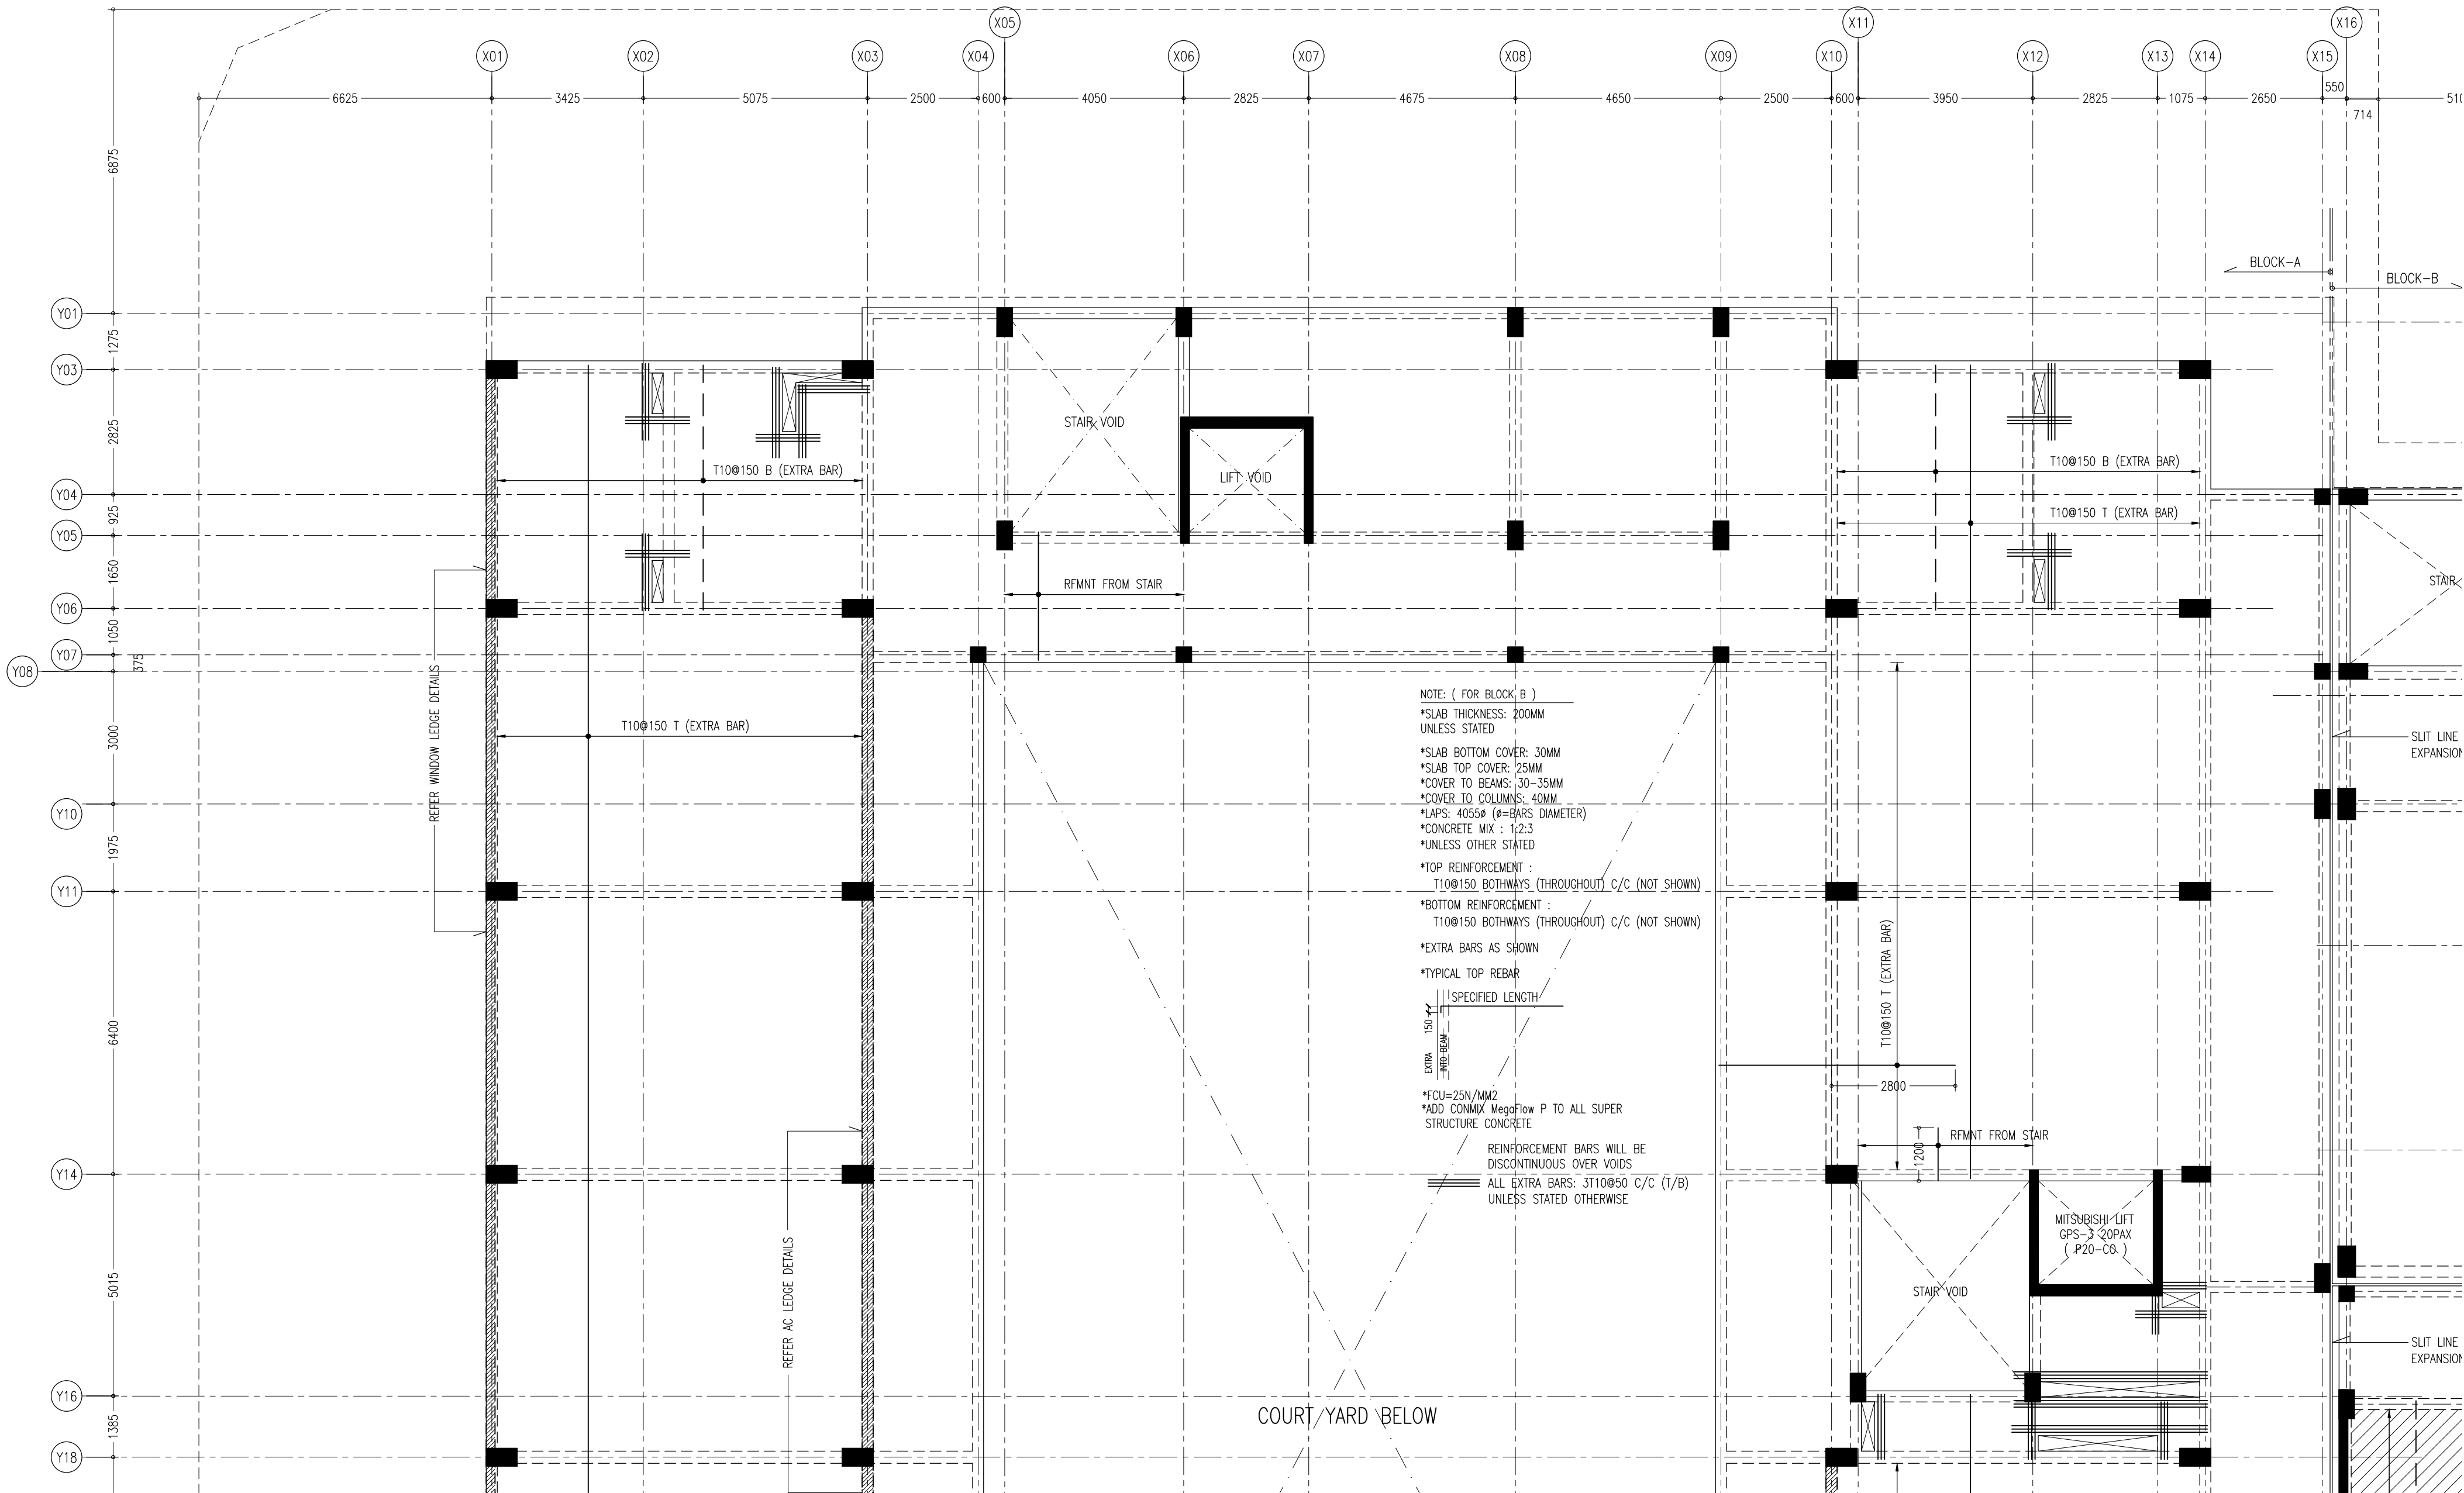 X05
X11
X16
X01
X02
X03
X04
X06
X07
X08
X09
X10
X12
X13
X14
X15
6625
3425
5075
2500
600
4050
2825
4675
4650
2500
600
3950
2825
1075
2650
550
714
6875
BLOCK-A
BLOCK-B
Y01
1275
Y03
2825
STAIR VOID
LIFT VOID
T10@150 B (EXTRA BAR)
T10@150 B (EXTRA BAR)
Y04
925
T10@150 T (EXTRA BAR)
Y05
1650
RFMNT FROM STAIR
STAIR
Y06
1050
Y07
375
Y08
REFER WINDOW LEDGE DETAILS
3000
T10@150 T (EXTRA BAR)
NOTE: ( FOR BLOCK B )
*SLAB THICKNESS: 200MM
UNLESS STATED
*SLAB BOTTOM COVER: 30MM
*SLAB TOP COVER: 25MM
*COVER TO BEAMS: 30-35MM
*COVER TO COLUMNS: 40MM
*LAPS: 4055ø (ø=BARS DIAMETER)
*CONCRETE MIX : 1:2:3
*UNLESS OTHER STATED
*TOP REINFORCEMENT :
T10@150 BOTHWAYS (THROUGHOUT) C/C (NOT SHOWN)
*BOTTOM REINFORCEMENT :
T10@150 BOTHWAYS (THROUGHOUT) C/C (NOT SHOWN)
*EXTRA BARS AS SHOWN
*TYPICAL TOP REBAR
SPECIFIED LENGTH
150
EXTRA
INTO BEAM
*FCU=25N/MM2
*ADD CONMIX MegaFlow P TO ALL SUPER
STRUCTURE CONCRETE
REINFORCEMENT BARS WILL BE
DISCONTINUOUS OVER VOIDS
ALL EXTRA BARS: 3T10@50 C/C (T/B)
UNLESS STATED OTHERWISE
SLIT LINE
EXPANSION
Y10
1975
Y11
T10@150 T (EXTRA BAR)
6400
2800
1200
RFMNT FROM STAIR
Y14
MITSUBISHI LIFT
GPS-3 20PAX
( P20-CO )
REFER AC LEDGE DETAILS
5015
STAIR VOID
SLIT LINE
EXPANSION
Y16
1385
COURT YARD BELOW
Y18